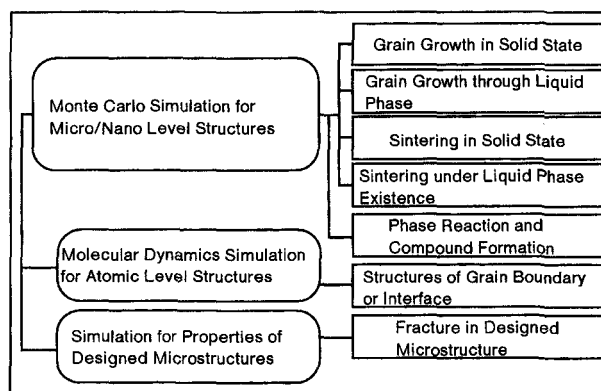 Monte Carlo Simulation for
Micro/Nano Level Structures
Grain Growth in Solid State
Grain Growth through Liquid
Phase
Sintering in Solid State
Sintering under Liquid Phase
Existence
Phase Reaction and
Compound Formation
Molecular Dynamics Simulation
for Atomic Level Structures
Structures of Grain Boundary
or Interface
Simulation for Properties of
Designed Microstructures
Fracture in Designed
Microstructure